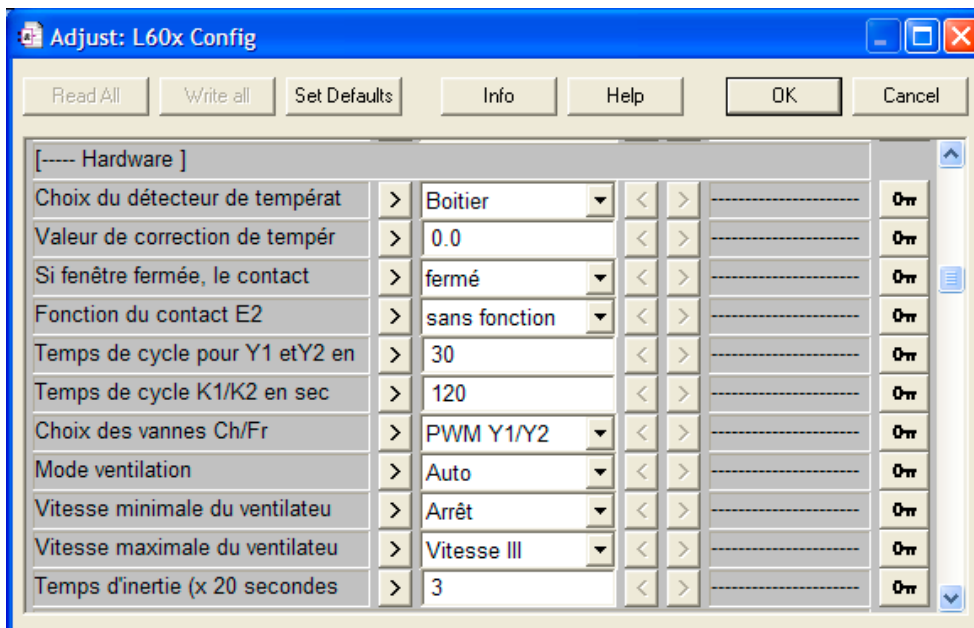 Adjust: L60x Config
Read All Write all Set Defaults Info Help OK Cancel
[----- Hardware ]
Choix du détecteur de températ > Boitier < > -----------------------
Valeur de correction de tempér > 0.0 < > -----------------------
Si fenêtre fermée, le contact > fermé < > -----------------------
Fonction du contact E2 > sans fonction < > -----------------------
Temps de cycle pour Y1 etY2 en > 30 < > -----------------------
Temps de cycle K1/K2 en sec > 120 < > -----------------------
Choix des vannes Ch/Fr > PWM Y1/Y2 < > -----------------------
Mode ventilation > Auto < > -----------------------
Vitesse minimale du ventilateu > Arrêt < > -----------------------
Vitesse maximale du ventilateu > Vitesse III < > -----------------------
Temps d'inertie (x 20 secondes > 3 < > -----------------------